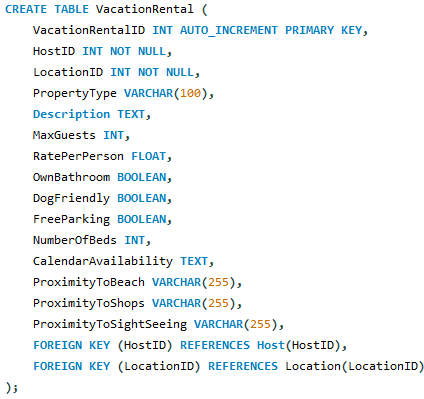 CREATE TABLE VacationRental (
    VacationRentalID INT AUTO_INCREMENT PRIMARY KEY,
    HostID INT NOT NULL,
    LocationID INT NOT NULL,
    PropertyType VARCHAR(100),
    Description TEXT,
    MaxGuests INT,
    RatePerPerson FLOAT,
    OwnBathroom BOOLEAN,
    DogFriendly BOOLEAN,
    FreeParking BOOLEAN,
    NumberOfBeds INT,
    CalendarAvailability TEXT,
    ProximityToBeach VARCHAR(255),
    ProximityToShops VARCHAR(255),
    ProximityToSightSeeing VARCHAR(255),
    FOREIGN KEY (HostID) REFERENCES Host(HostID),
    FOREIGN KEY (LocationID) REFERENCES Location(LocationID)
);